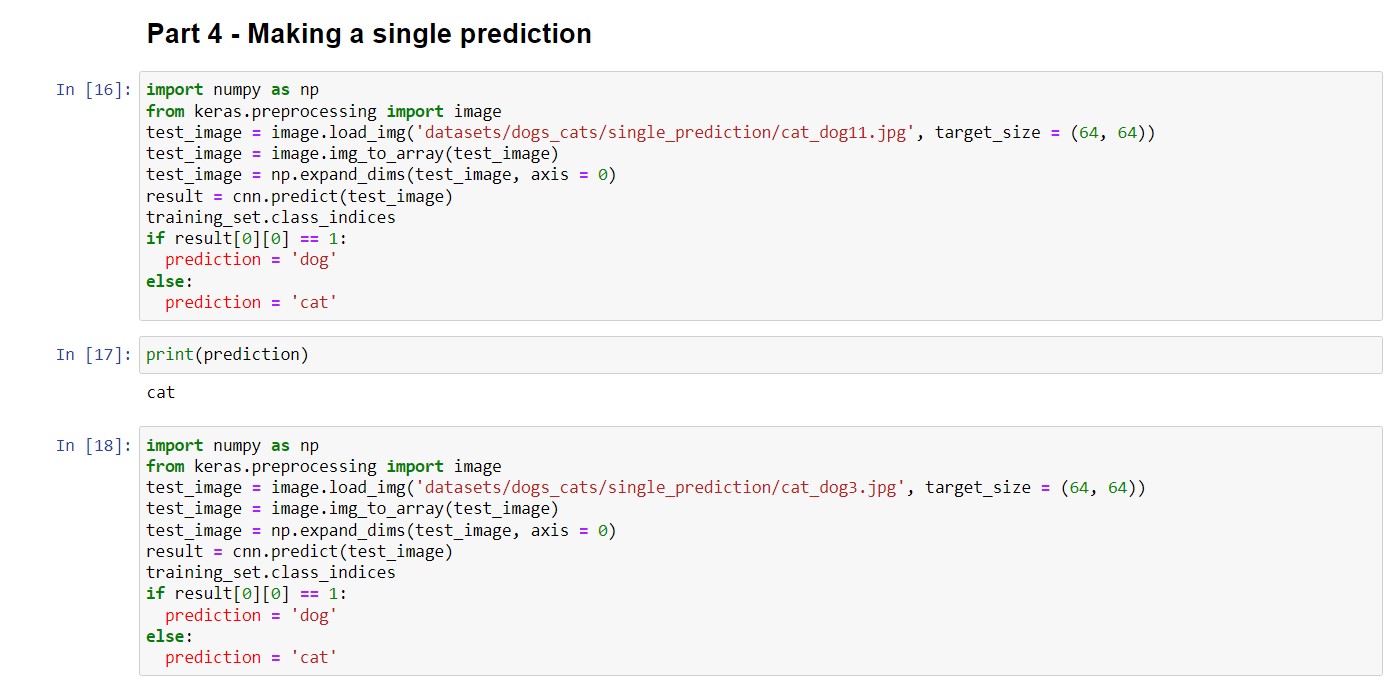 Part 4 - Making a single prediction
In [16]:
import numpy as np
from keras.preprocessing import image
test_image = image.load_img('datasets/dogs_cats/single_prediction/cat_dog11.jpg', target_size = (64, 64))
test_image = image.img_to_array(test_image)
test_image = np.expand_dims(test_image, axis = 0)
result = cnn.predict(test_image)
training_set.class_indices
if result[0][0] == 1:
  prediction = 'dog'
else:
  prediction = 'cat'
In [17]:
print(prediction)
cat
In [18]:
import numpy as np
from keras.preprocessing import image
test_image = image.load_img('datasets/dogs_cats/single_prediction/cat_dog3.jpg', target_size = (64, 64))
test_image = image.img_to_array(test_image)
test_image = np.expand_dims(test_image, axis = 0)
result = cnn.predict(test_image)
training_set.class_indices
if result[0][0] == 1:
  prediction = 'dog'
else:
  prediction = 'cat'